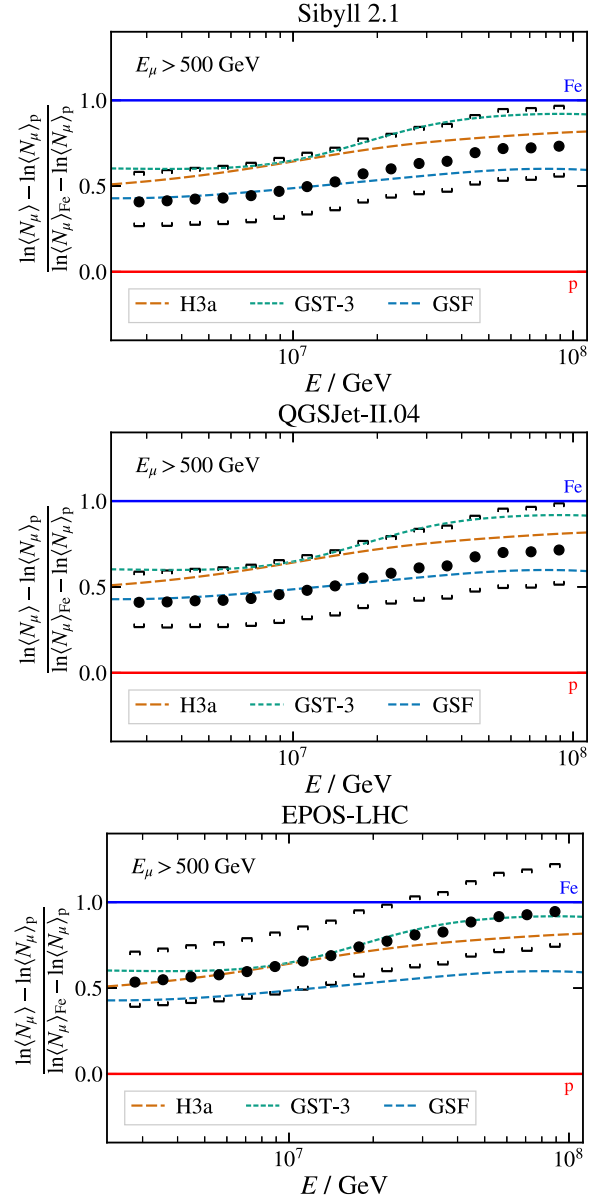 Sibyll 2.1
E_μ > 500 GeV
Fe
1.0
0.5
0.0
ln⟨N_μ⟩ − ln⟨N_μ⟩_p
ln⟨N_μ⟩_Fe − ln⟨N_μ⟩_p
p
H3a GST-3 GSF
10^7 10^8
E / GeV
QGSJet-II.04
E_μ > 500 GeV
Fe
1.0
0.5
0.0
ln⟨N_μ⟩ − ln⟨N_μ⟩_p
ln⟨N_μ⟩_Fe − ln⟨N_μ⟩_p
p
H3a GST-3 GSF
10^7 10^8
E / GeV
EPOS-LHC
E_μ > 500 GeV
Fe
1.0
0.5
0.0
ln⟨N_μ⟩ − ln⟨N_μ⟩_p
ln⟨N_μ⟩_Fe − ln⟨N_μ⟩_p
p
H3a GST-3 GSF
10^7 10^8
E / GeV